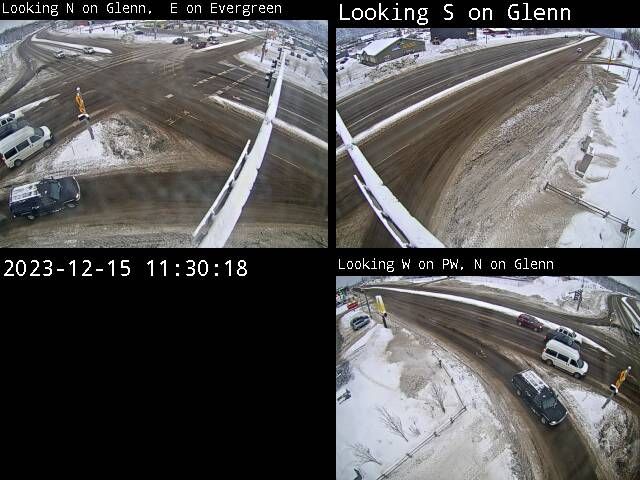 Looking N on Glenn, E on Evergreen
Looking S on Glenn
2023-12-15 11:30:18
Looking W on PW, N on Glenn